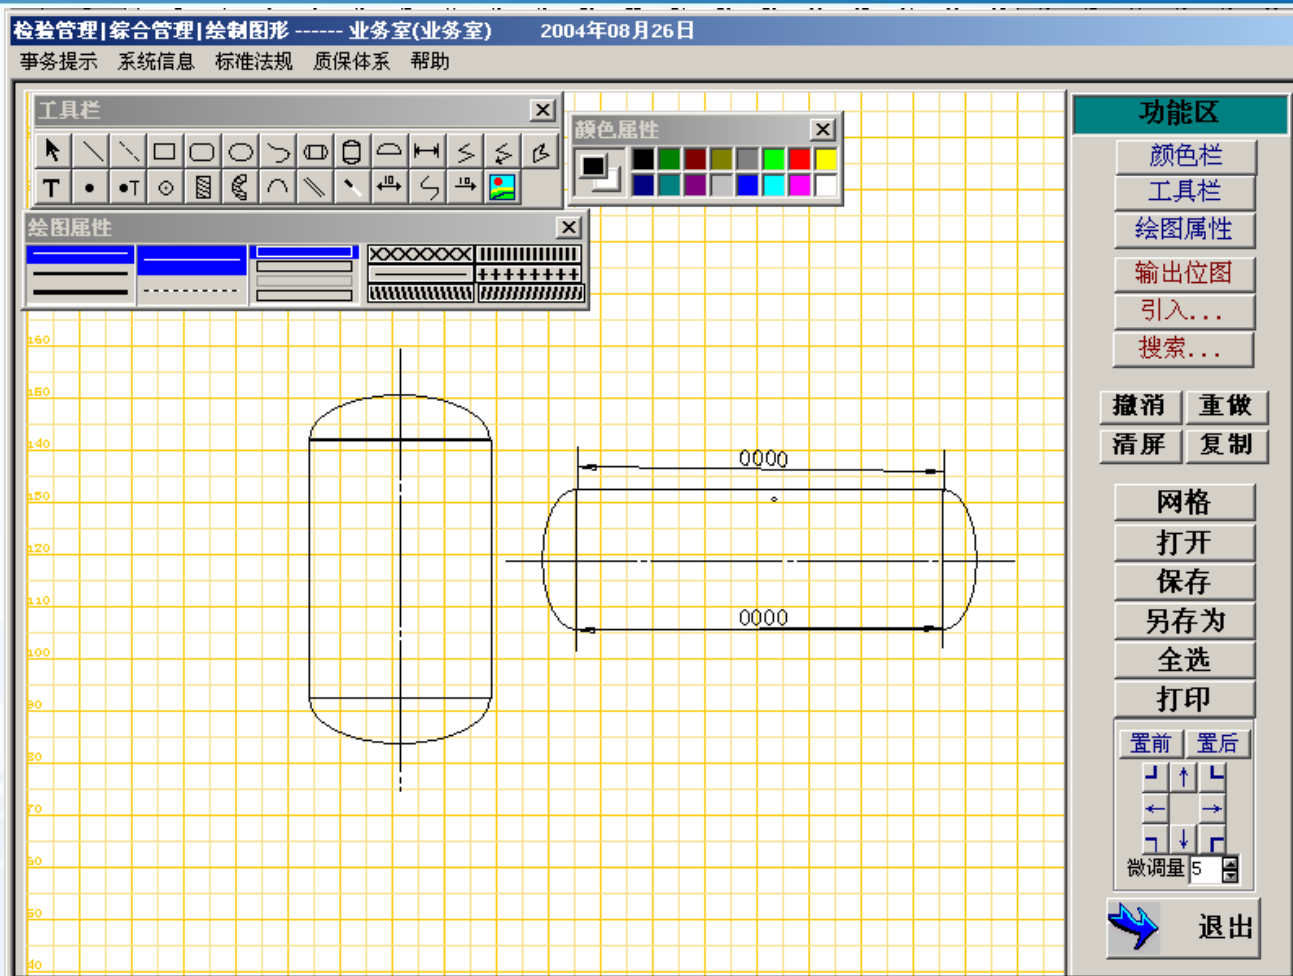 检验管理|综合管理|绘制图形 ------ 业务室(业务室) 2004年08月26日
事务提示 系统信息 标准法规 质保体系 帮助
工具栏
T
T
10
10
颜色属性
绘图属性
160
150
140
150
120
110
100
90
80
70
60
50
40
0000
0000
功能区
颜色栏
工具栏
绘图属性
输出位图
引入...
搜索...
撤消 重做
清屏 复制
网格
打开
保存
另存为
全选
打印
置前 置后
微调量 5
退出